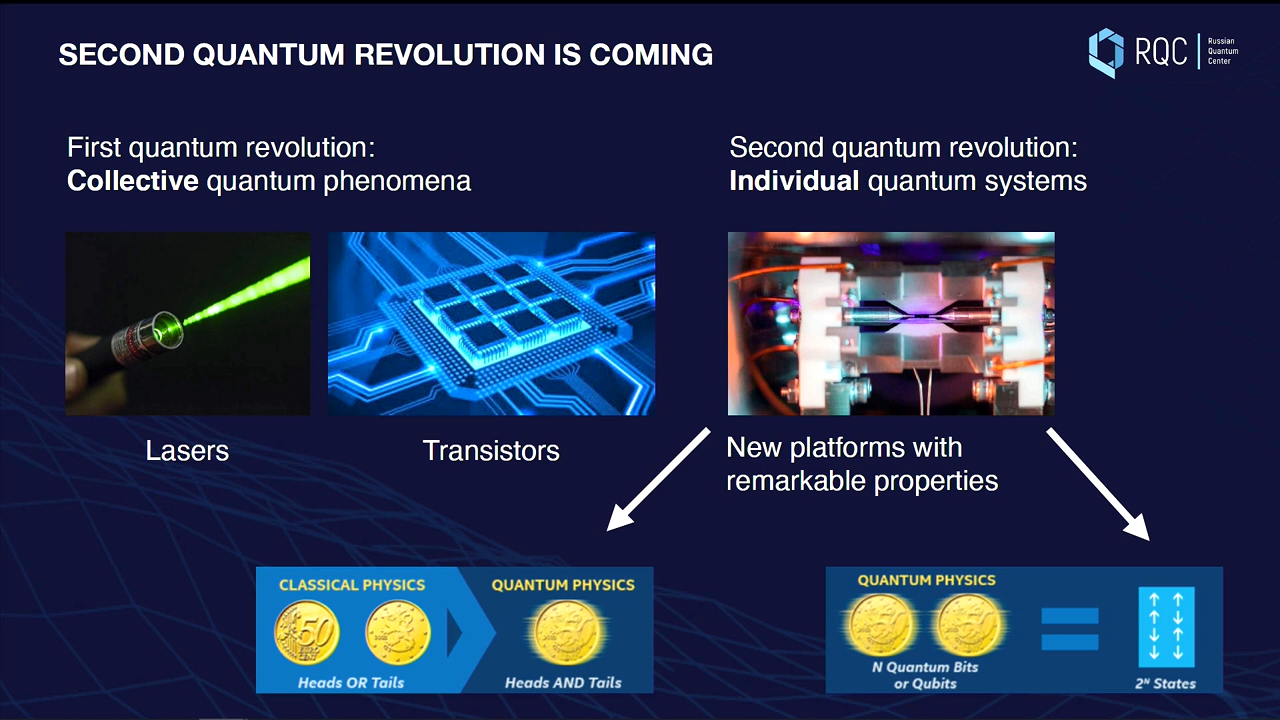 SECOND QUANTUM REVOLUTION IS COMING
RQC
Russian
Quantum
Center
First quantum revolution:
Collective quantum phenomena
Second quantum revolution:
Individual quantum systems
Lasers
Transistors
New platforms with
remarkable properties
CLASSICAL PHYSICS
QUANTUM PHYSICS
50
Heads OR Tails
Heads AND Tails
QUANTUM PHYSICS
N Quantum Bits
or Qubits
2ᴺ States